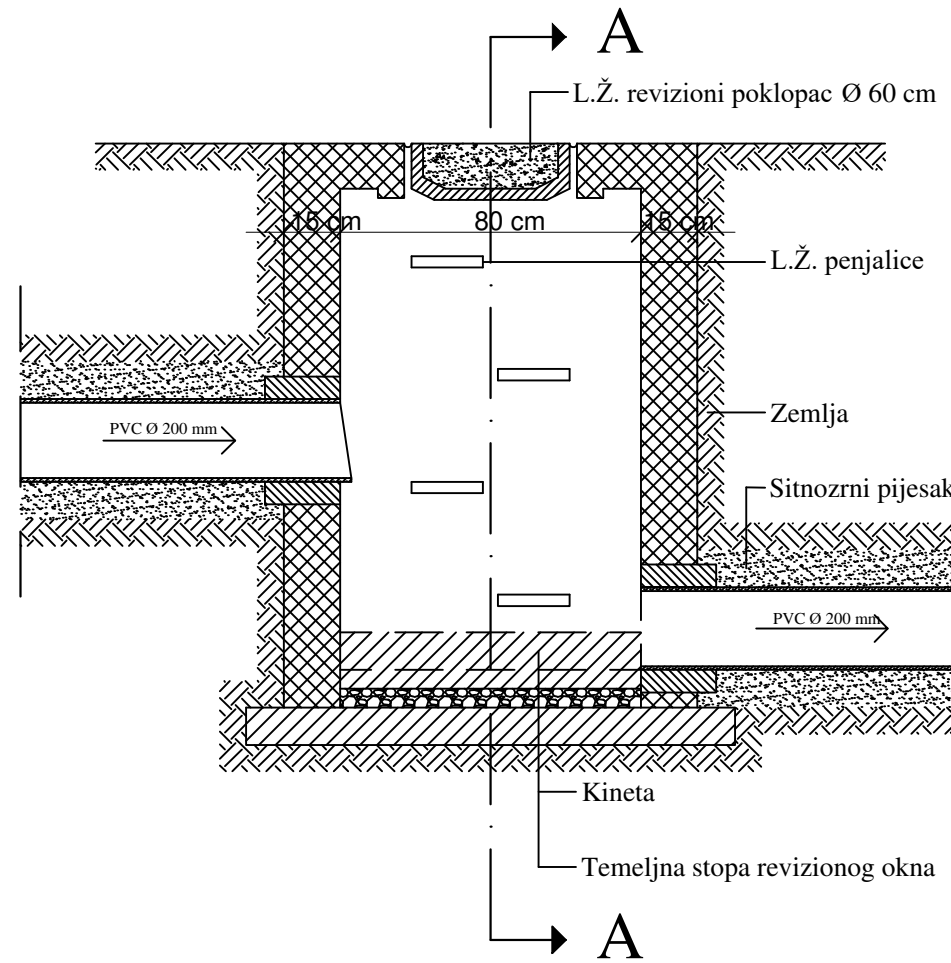 A
L.Ž. revizioni poklopac Ø 60 cm
15 cm 80 cm 15 cm
L.Ž. penjalice
Zemlja
PVC Ø 200 mm
Sitnozrni pijesak
PVC Ø 200 mm
Kineta
Temeljna stopa revizionog okna
A